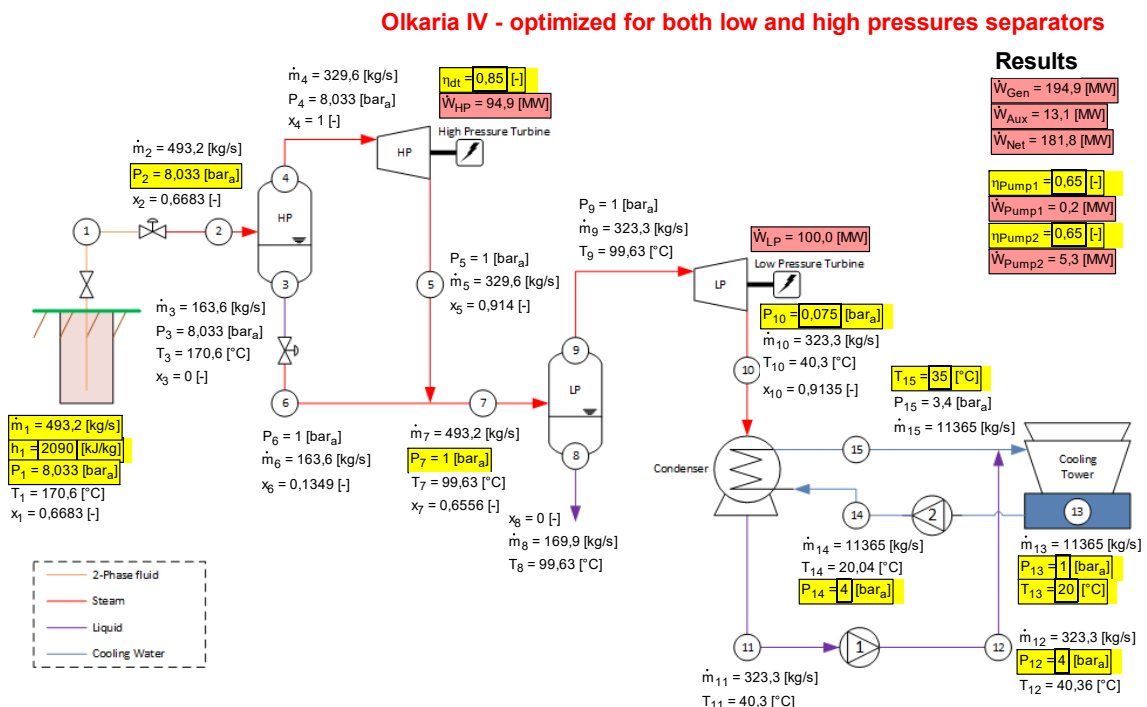 Olkaria IV - optimized for both low and high pressures separators
Results
Ẇ_Gen = 194,9 [MW]
Ẇ_Aux = 13,1 [MW]
Ẇ_Net = 181,8 [MW]
η_Pump1 = 0,65 [-]
Ẇ_Pump1 = 0,2 [MW]
η_Pump2 = 0,65 [-]
Ẇ_Pump2 = 5,3 [MW]
ṁ_4 = 329,6 [kg/s]
P_4 = 8,033 [bar_a]
x_4 = 1 [-]
η_dt = 0,85 [-]
Ẇ_HP = 94,9 [MW]
High Pressure Turbine
HP
ṁ_2 = 493,2 [kg/s]
P_2 = 8,033 [bar_a]
x_2 = 0,6683 [-]
1
2
4
HP
3
ṁ_3 = 163,6 [kg/s]
P_3 = 8,033 [bar_a]
T_3 = 170,6 [°C]
x_3 = 0 [-]
P_5 = 1 [bar_a]
ṁ_5 = 329,6 [kg/s]
x_5 = 0,914 [-]
5
P_9 = 1 [bar_a]
ṁ_9 = 323,3 [kg/s]
T_9 = 99,63 [°C]
Ẇ_LP = 100,0 [MW]
Low Pressure Turbine
LP
P_10 = 0,075 [bar_a]
ṁ_10 = 323,3 [kg/s]
T_10 = 40,3 [°C]
x_10 = 0,9135 [-]
10
9
LP
8
6
7
P_6 = 1 [bar_a]
ṁ_6 = 163,6 [kg/s]
x_6 = 0,1349 [-]
ṁ_7 = 493,2 [kg/s]
P_7 = 1 [bar_a]
T_7 = 99,63 [°C]
x_7 = 0,6556 [-]
x_8 = 0 [-]
ṁ_8 = 169,9 [kg/s]
T_8 = 99,63 [°C]
ṁ_1 = 493,2 [kg/s]
h_1 = 2090 [kJ/kg]
P_1 = 8,033 [bar_a]
T_1 = 170,6 [°C]
x_1 = 0,6683 [-]
T_15 = 35 [°C]
P_15 = 3,4 [bar_a]
ṁ_15 = 11365 [kg/s]
Condenser
15
Cooling
Tower
14
2
13
ṁ_14 = 11365 [kg/s]
T_14 = 20,04 [°C]
P_14 = 4 [bar_a]
ṁ_13 = 11365 [kg/s]
P_13 = 1 [bar_a]
T_13 = 20 [°C]
11
1
12
ṁ_11 = 323,3 [kg/s]
T_11 = 40,3 [°C]
ṁ_12 = 323,3 [kg/s]
P_12 = 4 [bar_a]
T_12 = 40,36 [°C]
2-Phase fluid
Steam
Liquid
Cooling Water